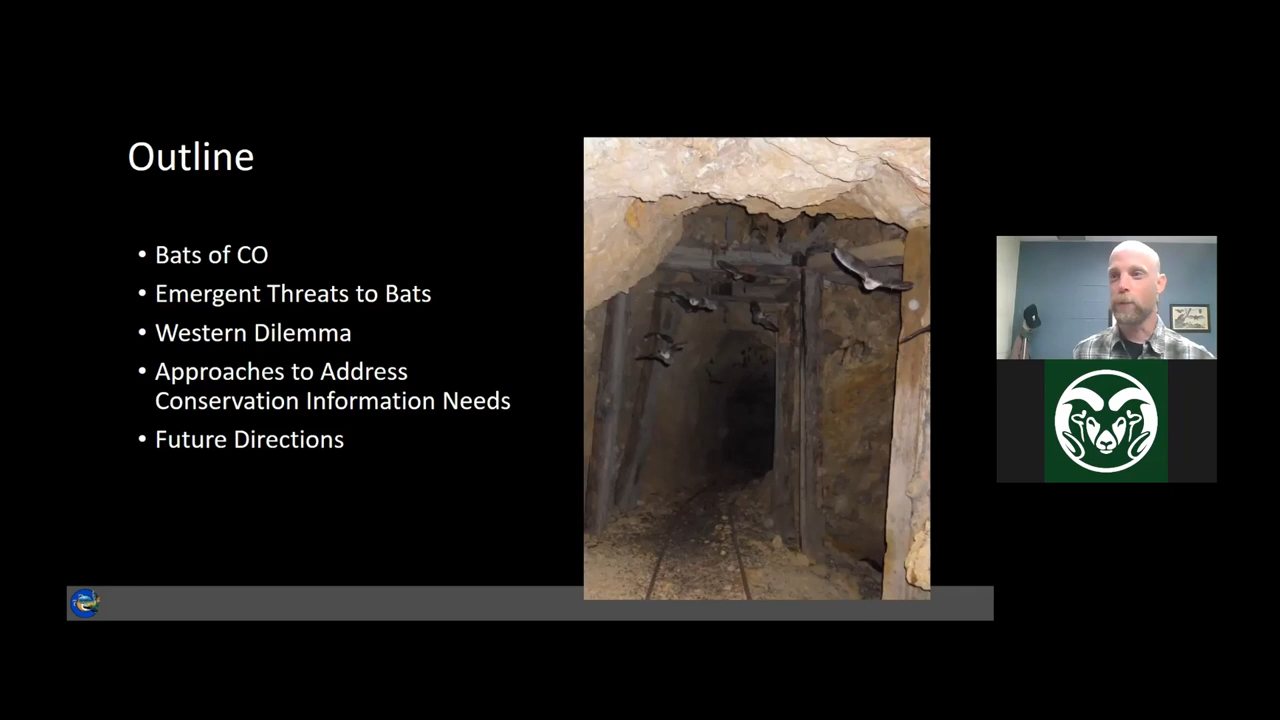 Outline
• Bats of CO
• Emergent Threats to Bats
• Western Dilemma
• Approaches to Address
Conservation Information Needs
• Future Directions